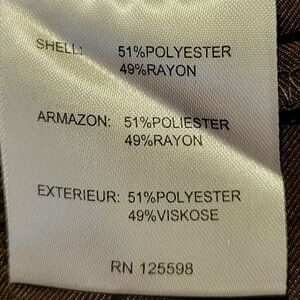 SHELL: 51%POLYESTER
49%RAYON
ARMAZON: 51%POLIESTER
49%RAYON
EXTERIEUR: 51%POLYESTER
49%VISKOSE
RN 125598